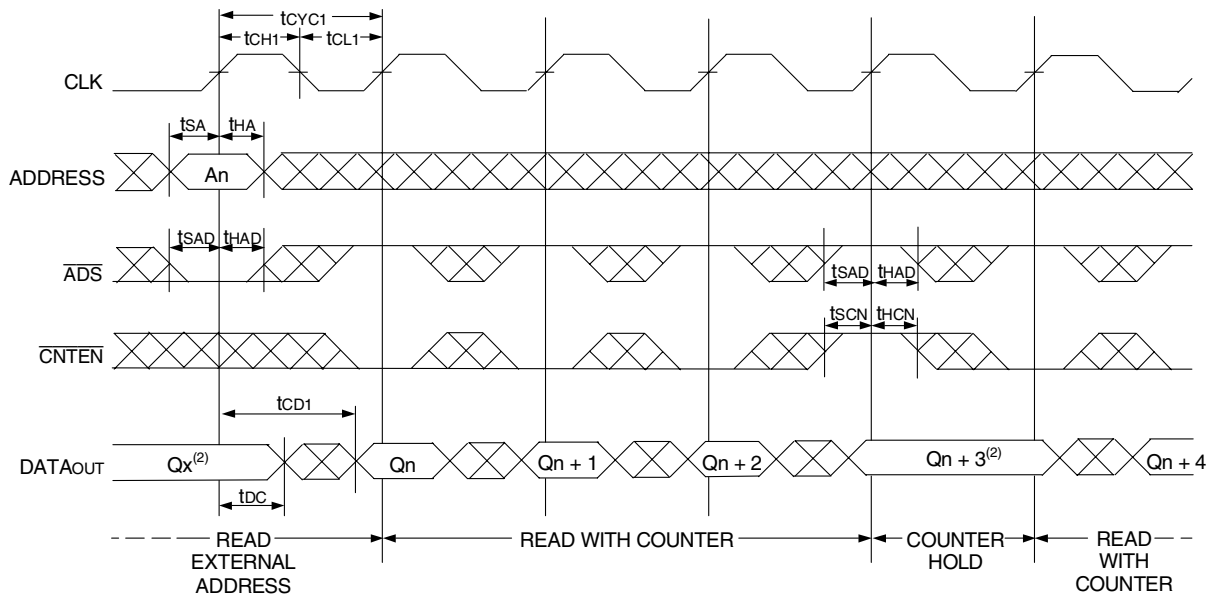 tCYC1
tCH1 tCL1
CLK
tSA tHA
ADDRESS An
tSAD tHAD
ADS
tSAD tHAD
tSCN tHCN
CNTEN
tCD1
DATAOUT Qx(2) Qn Qn + 1 Qn + 2 Qn + 3(2) Qn + 4
tDC
READ EXTERNAL ADDRESS
READ WITH COUNTER
COUNTER HOLD
READ WITH COUNTER